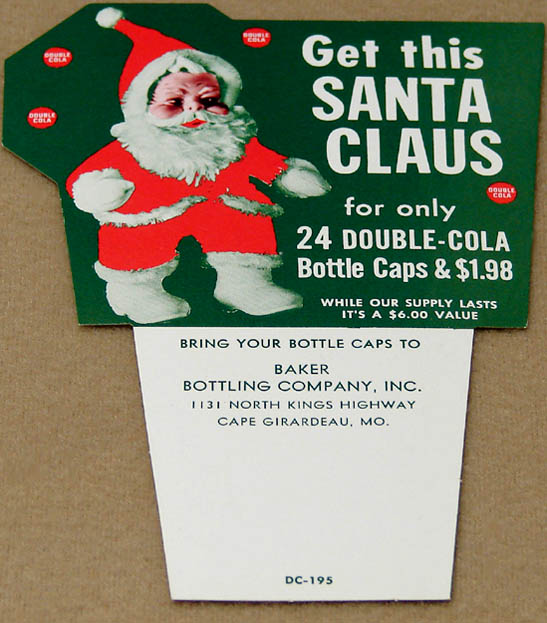 DOUBLE
COLA
DOUBLE
COLA
DOUBLE
COLA
Get this
SANTA
CLAUS
DOUBLE
COLA
for only
24 DOUBLE-COLA
Bottle Caps & $1.98
WHILE OUR SUPPLY LASTS
IT'S A $6.00 VALUE
BRING YOUR BOTTLE CAPS TO
BAKER
BOTTLING COMPANY, INC.
1131 NORTH KINGS HIGHWAY
CAPE GIRARDEAU, MO.
DC-195